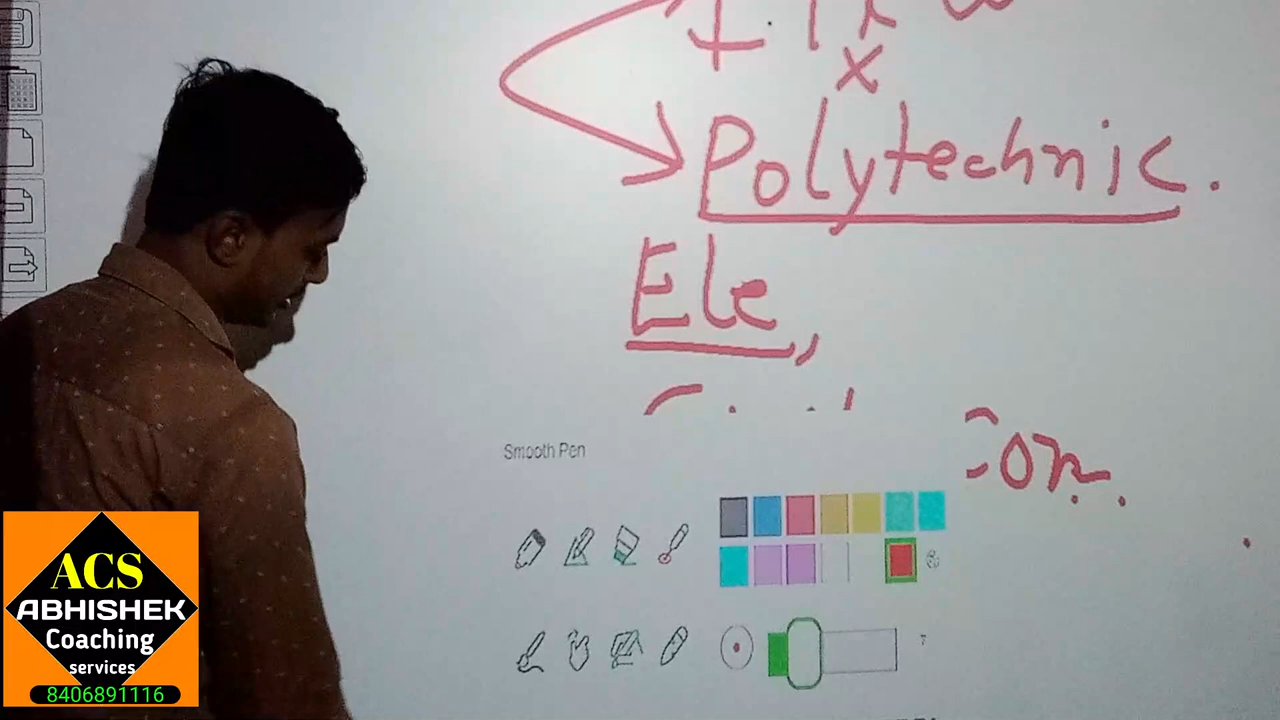 Polytechnic.
Ele,
Smooth Pen
ACS
ABHISHEK
Coaching
services
8406891116